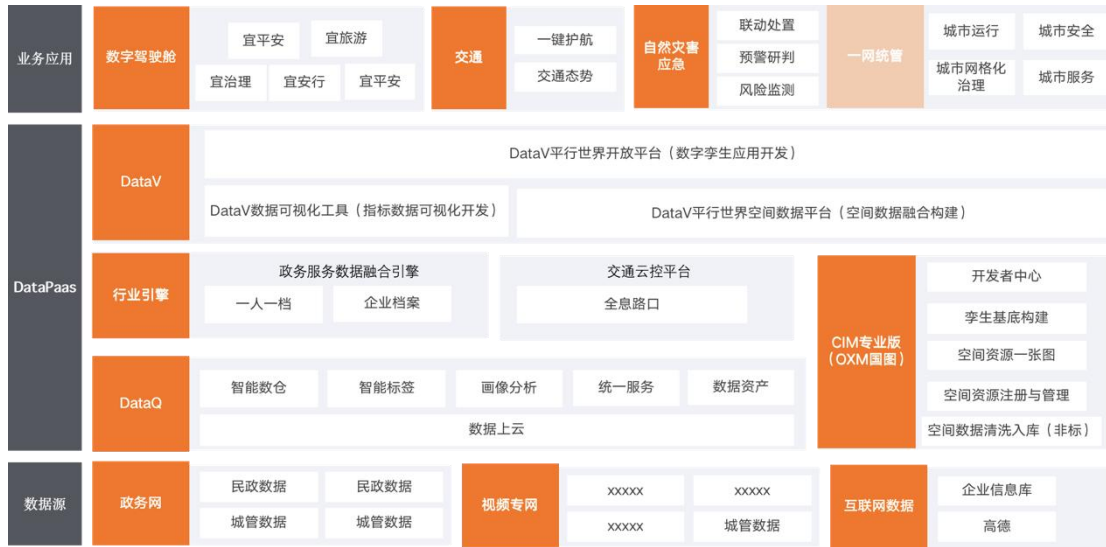 业务应用
数字驾驶舱
宜平安
宜旅游
宜治理
宜安行
宜平安
交通
一键护航
交通态势
自然灾害
应急
联动处置
预警研判
风险监测
一网统管
城市运行
城市安全
城市网格化
治理
城市服务
DataPaas
DataV
DataV平行世界开放平台（数字孪生应用开发）
DataV数据可视化工具（指标数据可视化开发）
DataV平行世界空间数据平台（空间数据融合构建）
行业引擎
政务服务数据融合引擎
一人一档
企业档案
交通云控平台
全息路口
CIM专业版
(OXM国图)
开发者中心
孪生基底构建
空间资源一张图
空间资源注册与管理
空间数据清洗入库（非标）
DataQ
智能数仓
智能标签
画像分析
统一服务
数据资产
数据上云
数据源
政务网
民政数据
民政数据
城管数据
城管数据
视频专网
xxxxx
xxxxx
xxxxx
城管数据
互联网数据
企业信息库
高德